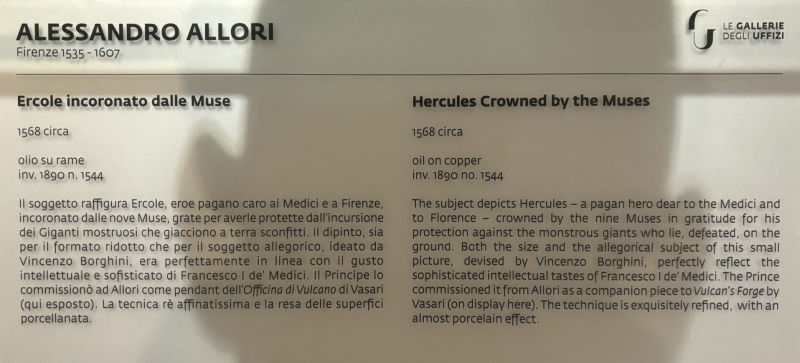 ALESSANDRO ALLORI
Firenze 1535 - 1607
LE GALLERIE
DEGLI UFFIZI
Ercole incoronato dalle Muse
1568 circa
olio su rame
inv. 1890 n. 1544
Il soggetto raffigura Ercole, eroe pagano caro ai Medici e a Firenze,
incoronato dalle nove Muse, grate per averle protette dall'incursione
dei Giganti mostruosi che giacciono a terra sconfitti. Il dipinto, sia
per il formato ridotto che per il soggetto allegorico, ideato da
Vincenzo Borghini, era perfettamente in linea con il gusto
intellettuale e sofisticato di Francesco I de' Medici. Il Principe lo
commissionò ad Allori come pendant dell'Officina di Vulcano di Vasari
(qui esposto). La tecnica rè affinatissima e la resa delle superfici
porcellanata.
Hercules Crowned by the Muses
1568 circa
oil on copper
inv. 1890 no. 1544
The subject depicts Hercules – a pagan hero dear to the Medici and
to Florence – crowned by the nine Muses in gratitude for his
protection against the monstrous giants who lie, defeated, on the
ground. Both the size and the allegorical subject of this small
picture, devised by Vincenzo Borghini, perfectly reflect the
sophisticated intellectual tastes of Francesco I de' Medici. The Prince
commissioned it from Allori as a companion piece to Vulcan's Forge by
Vasari (on display here). The technique is exquisitely refined, with an
almost porcelain effect.